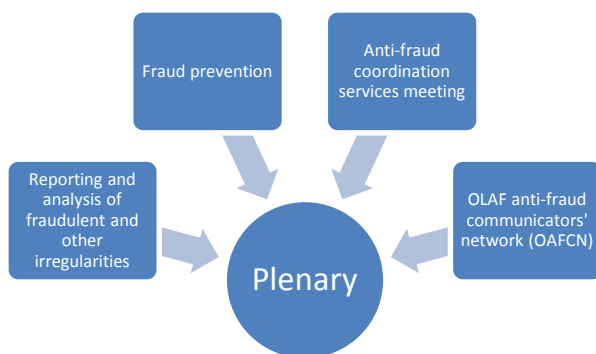 Fraud prevention
Anti-fraud
coordination
services meeting
Reporting and
analysis of
fraudulent and
other
irregularities
OLAF anti-fraud
communicators'
network (OAFCN)
Plenary